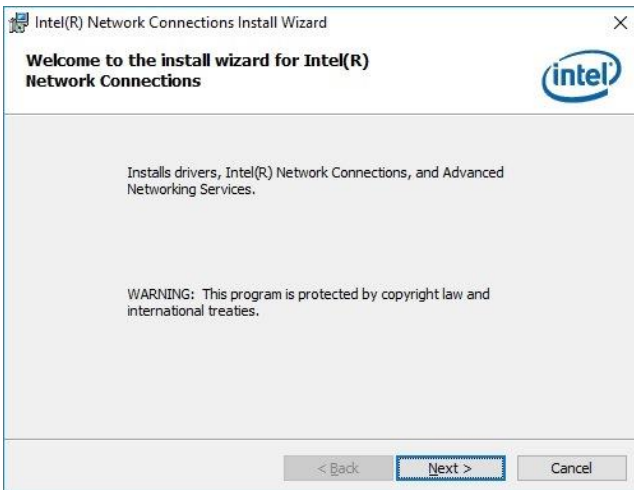 Intel(R) Network Connections Install Wizard
Welcome to the install wizard for Intel(R)
Network Connections
intel
Installs drivers, Intel(R) Network Connections, and Advanced
Networking Services.
WARNING: This program is protected by copyright law and
international treaties.
< Back
Next >
Cancel